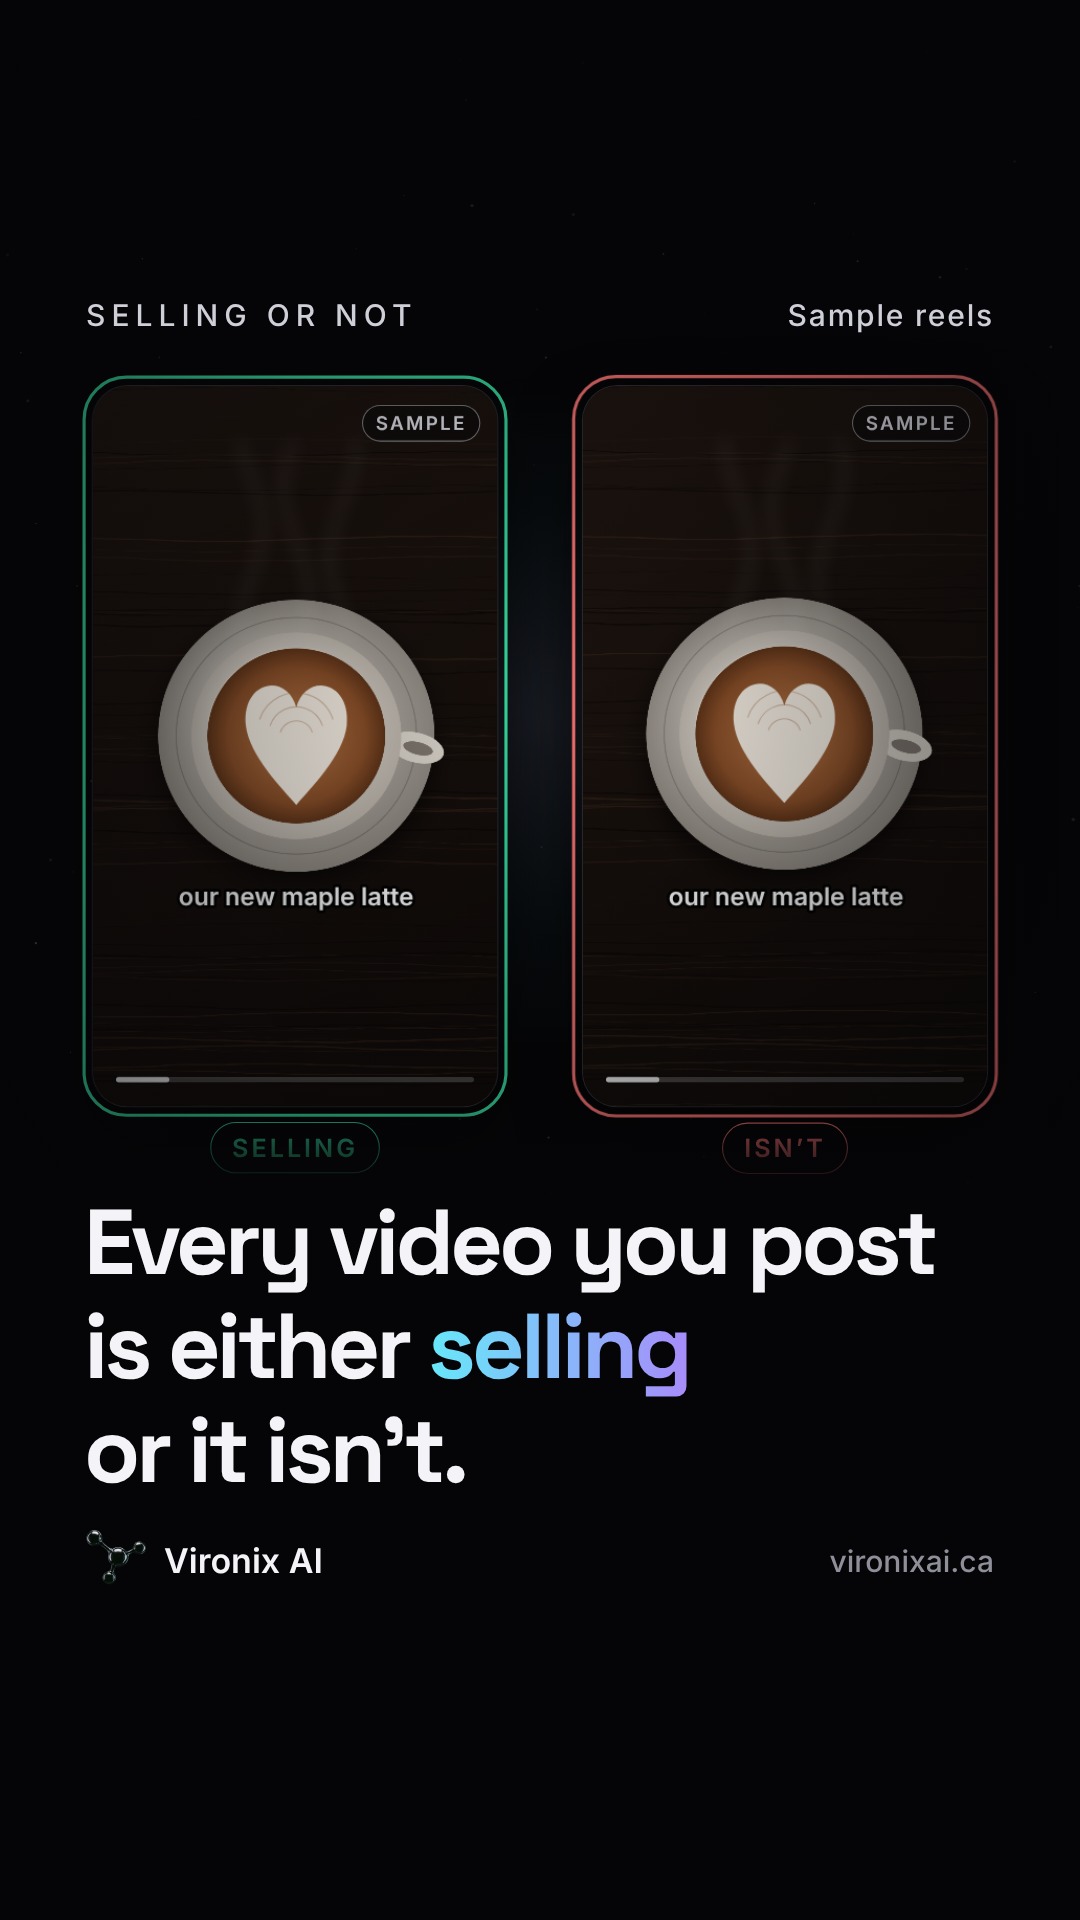 SELLING OR NOT
Sample reels
SAMPLE
SAMPLE
our new maple latte
our new maple latte
SELLING
ISN’T
Every video you post
is either selling
or it isn’t.
Vironix AI
vironixai.ca